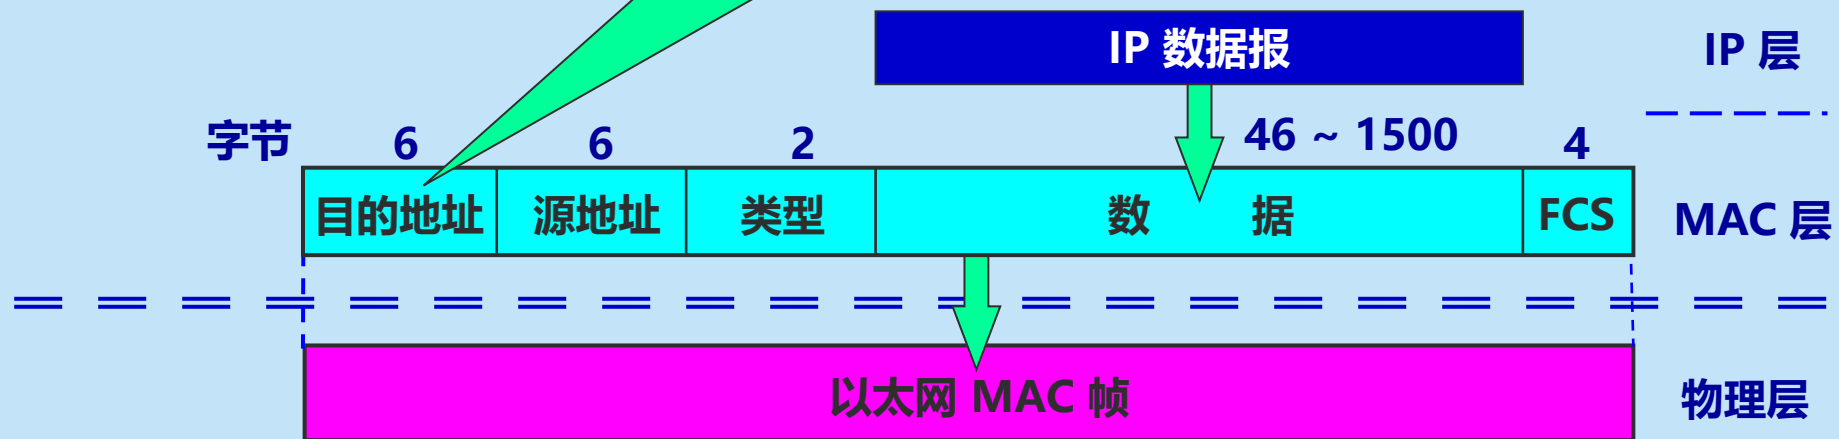 IP 数据报
IP 层
字节 6 6 2 46 ~ 1500 4
目的地址 源地址 类型 数 据 FCS
MAC 层
以太网 MAC 帧
物理层